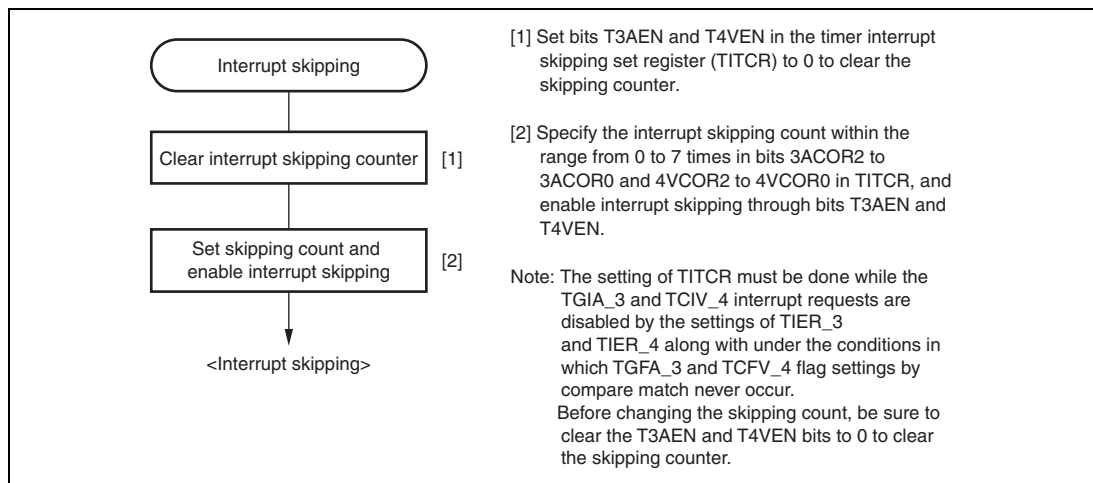 Interrupt skipping
Clear interrupt skipping counter
[1]
Set skipping count and
enable interrupt skipping
[2]
<Interrupt skipping>
[1] Set bits T3AEN and T4VEN in the timer interrupt
skipping set register (TITCR) to 0 to clear the
skipping counter.
[2] Specify the interrupt skipping count within the
range from 0 to 7 times in bits 3ACOR2 to
3ACOR0 and 4VCOR2 to 4VCOR0 in TITCR, and
enable interrupt skipping through bits T3AEN and
T4VEN.
Note: The setting of TITCR must be done while the
TGIA_3 and TCIV_4 interrupt requests are
disabled by the settings of TIER_3
and TIER_4 along with under the conditions in
which TGFA_3 and TCFV_4 flag settings by
compare match never occur.
Before changing the skipping count, be sure to
clear the T3AEN and T4VEN bits to 0 to clear
the skipping counter.